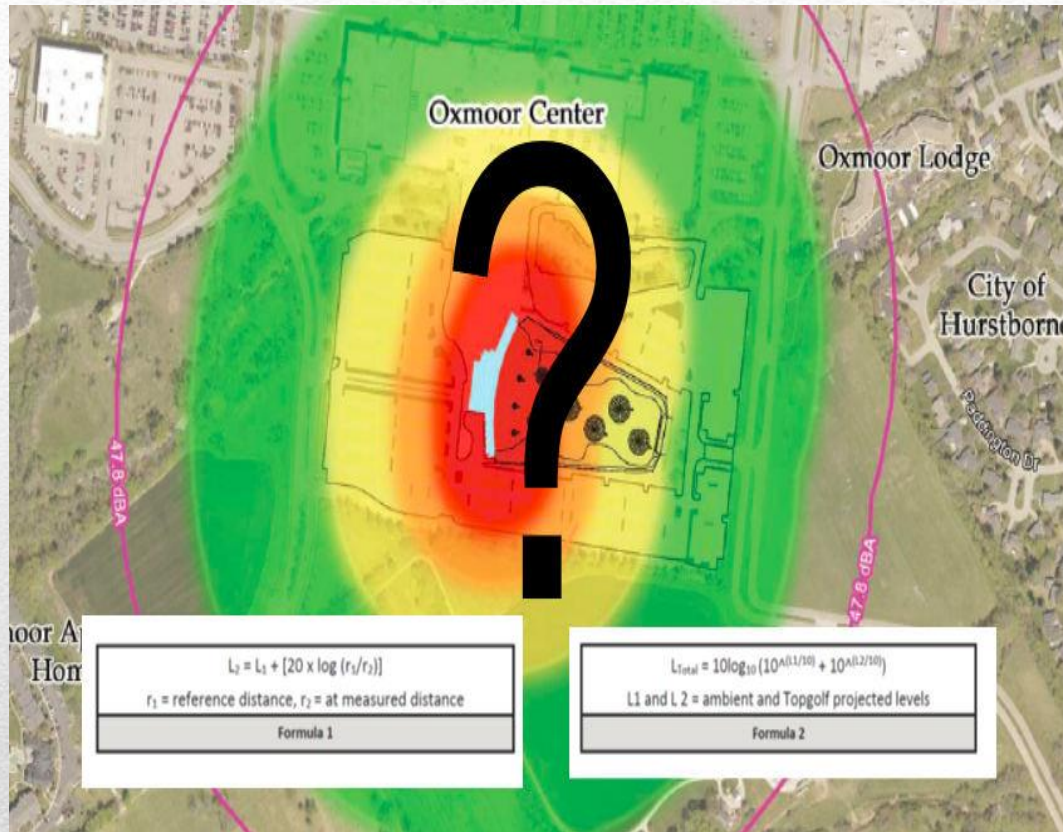 Oxmoor Center
Oxmoor Lodge
City of
Hurstborne
Paddington Dr
47.8 dBA
47.8 dBA
Hom
L₂ = L₁ + [20 x log (r₁/r₂)]
r₁ = reference distance, r₂ = at measured distance
Formula 1
L_Total = 10log₁₀ (10^(L1/10) + 10^(L2/10))
L1 and L 2 = ambient and Topgolf projected levels
Formula 2
?